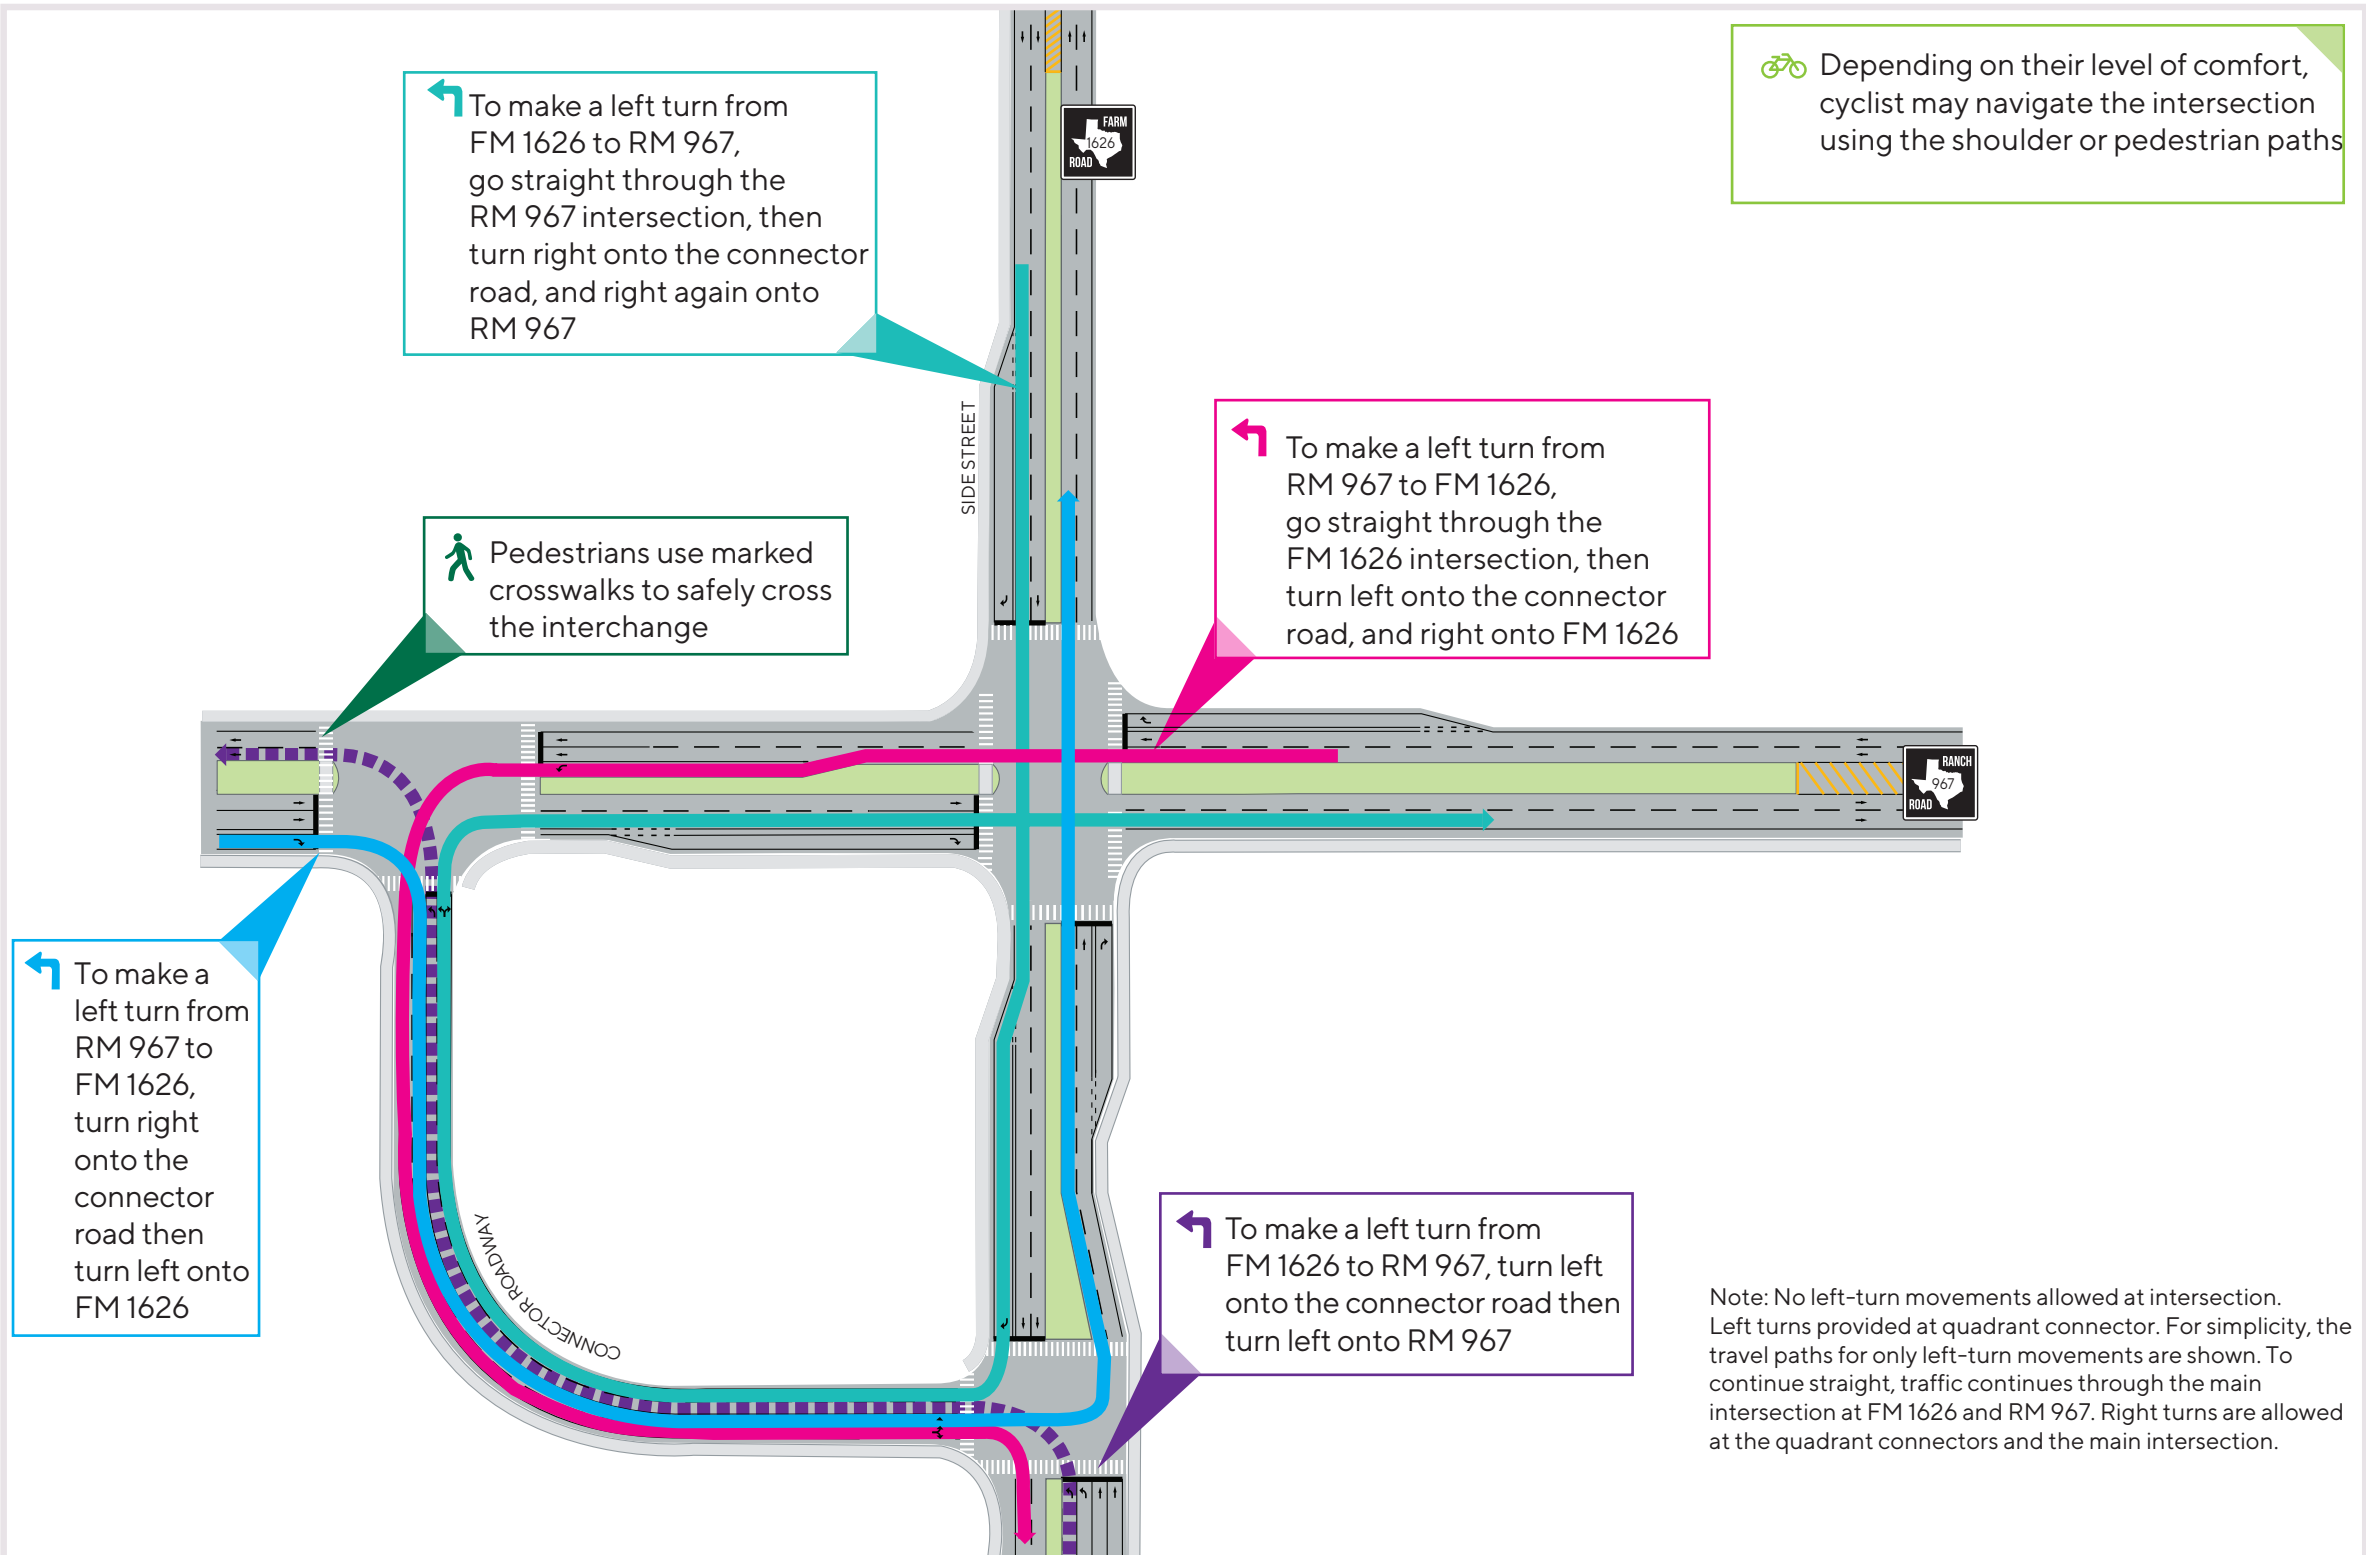 To make a left turn from
FM 1626 to RM 967,
go straight through the
RM 967 intersection, then
turn right onto the connector
road, and right again onto
RM 967
FARM
1626
ROAD
Depending on their level of comfort,
cyclist may navigate the intersection
using the shoulder or pedestrian paths
SIDE STREET
To make a left turn from
RM 967 to FM 1626,
go straight through the
FM 1626 intersection, then
turn left onto the connector
road, and right onto FM 1626
Pedestrians use marked
crosswalks to safely cross
the interchange
RANCH
967
ROAD
To make a
left turn from
RM 967 to
FM 1626,
turn right
onto the
connector
road then
turn left onto
FM 1626
CONNECTOR ROADWAY
To make a left turn from
FM 1626 to RM 967, turn left
onto the connector road then
turn left onto RM 967
Note: No left-turn movements allowed at intersection.
Left turns provided at quadrant connector. For simplicity, the
travel paths for only left-turn movements are shown. To
continue straight, traffic continues through the main
intersection at FM 1626 and RM 967. Right turns are allowed
at the quadrant connectors and the main intersection.